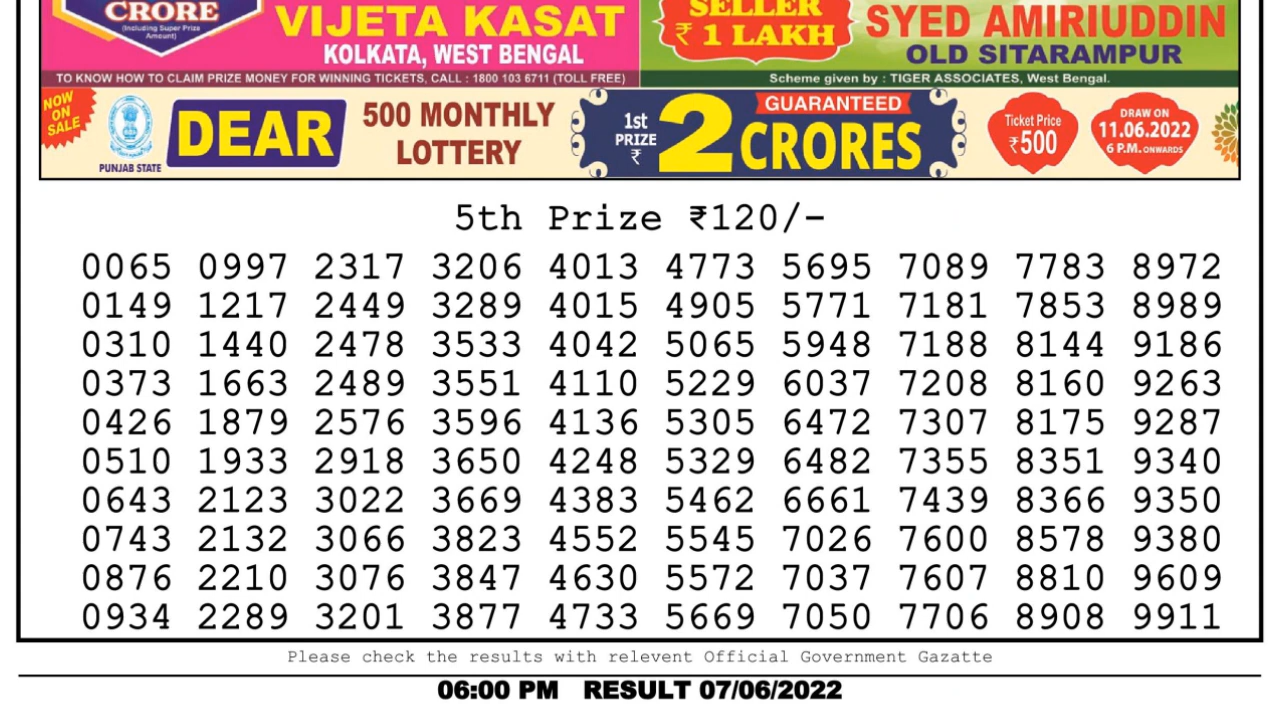 CRORE
(Including Super Prize
Amount)
VIJETA KASAT
KOLKATA, WEST BENGAL
SELLER
₹ 1 LAKH
SYED AMIRIUDDIN
OLD SITARAMPUR
TO KNOW HOW TO CLAIM PRIZE MONEY FOR WINNING TICKETS, CALL : 1800 103 6711 (TOLL FREE)
Scheme given by : TIGER ASSOCIATES, West Bengal.
NOW
ON
SALE
PUNJAB STATE
DEAR
500 MONTHLY
LOTTERY
1st
PRIZE
₹
2
GUARANTEED
CRORES
Ticket Price
₹500
DRAW ON
11.06.2022
6 P.M. ONWARDS
5th Prize ₹120/-
0065 0997 2317 3206 4013 4773 5695 7089 7783 8972
0149 1217 2449 3289 4015 4905 5771 7181 7853 8989
0310 1440 2478 3533 4042 5065 5948 7188 8144 9186
0373 1663 2489 3551 4110 5229 6037 7208 8160 9263
0426 1879 2576 3596 4136 5305 6472 7307 8175 9287
0510 1933 2918 3650 4248 5329 6482 7355 8351 9340
0643 2123 3022 3669 4383 5462 6661 7439 8366 9350
0743 2132 3066 3823 4552 5545 7026 7600 8578 9380
0876 2210 3076 3847 4630 5572 7037 7607 8810 9609
0934 2289 3201 3877 4733 5669 7050 7706 8908 9911
Please check the results with relevent Official Government Gazatte
06:00 PM RESULT 07/06/2022